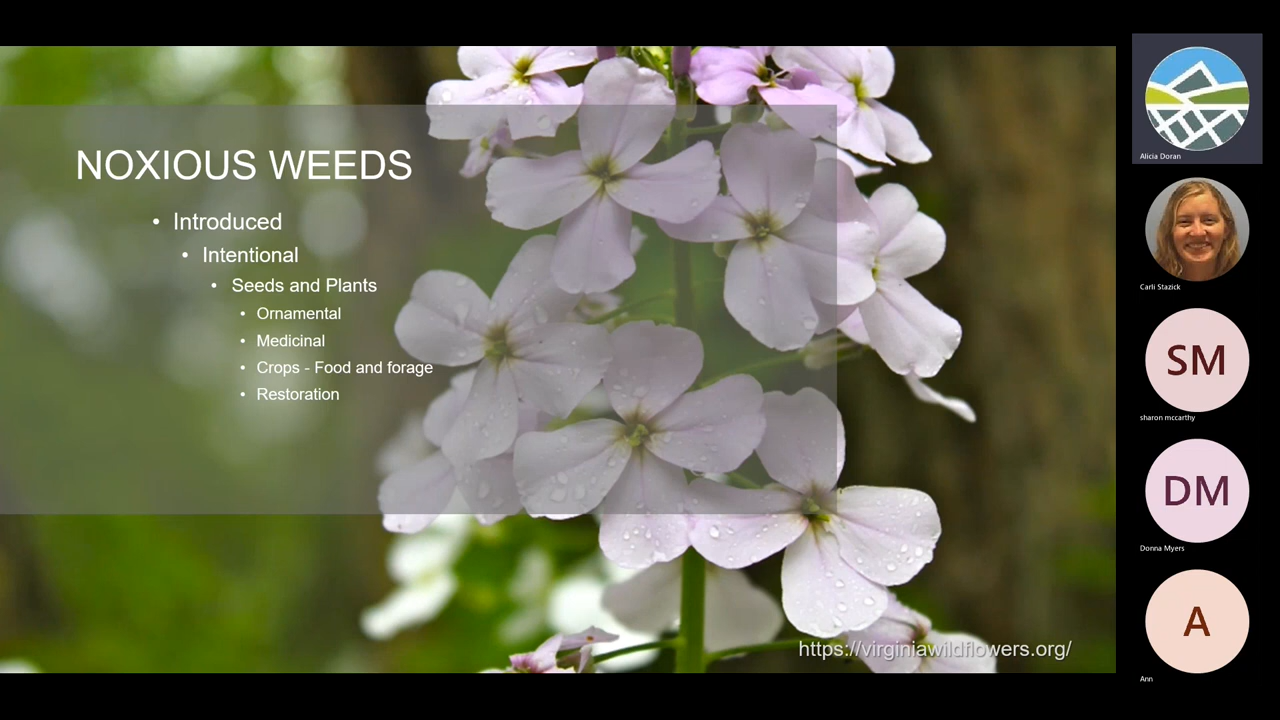 NOXIOUS WEEDS
• Introduced
• Intentional
• Seeds and Plants
• Ornamental
• Medicinal
• Crops - Food and forage
• Restoration
https://virginiawildflowers.org/
Alicia Doran
Carli Stazick
SM
sharon mccarthy
DM
Donna Myers
A
Ann